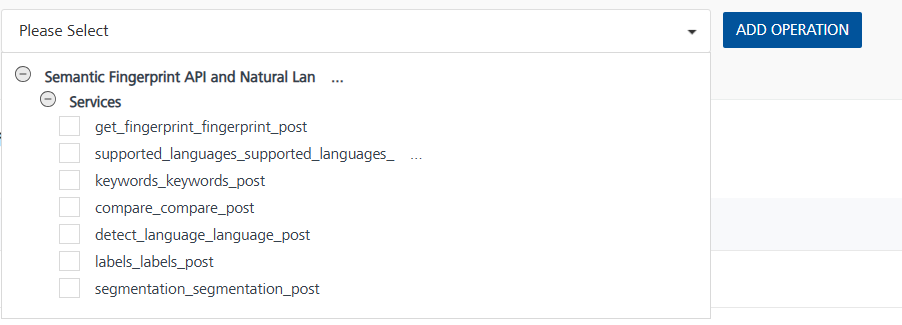 Please Select
ADD OPERATION
Semantic Fingerprint API and Natural Lan ...
Services
get_fingerprint_fingerprint_post
supported_languages_supported_languages_ ...
keywords_keywords_post
compare_compare_post
detect_language_language_post
labels_labels_post
segmentation_segmentation_post